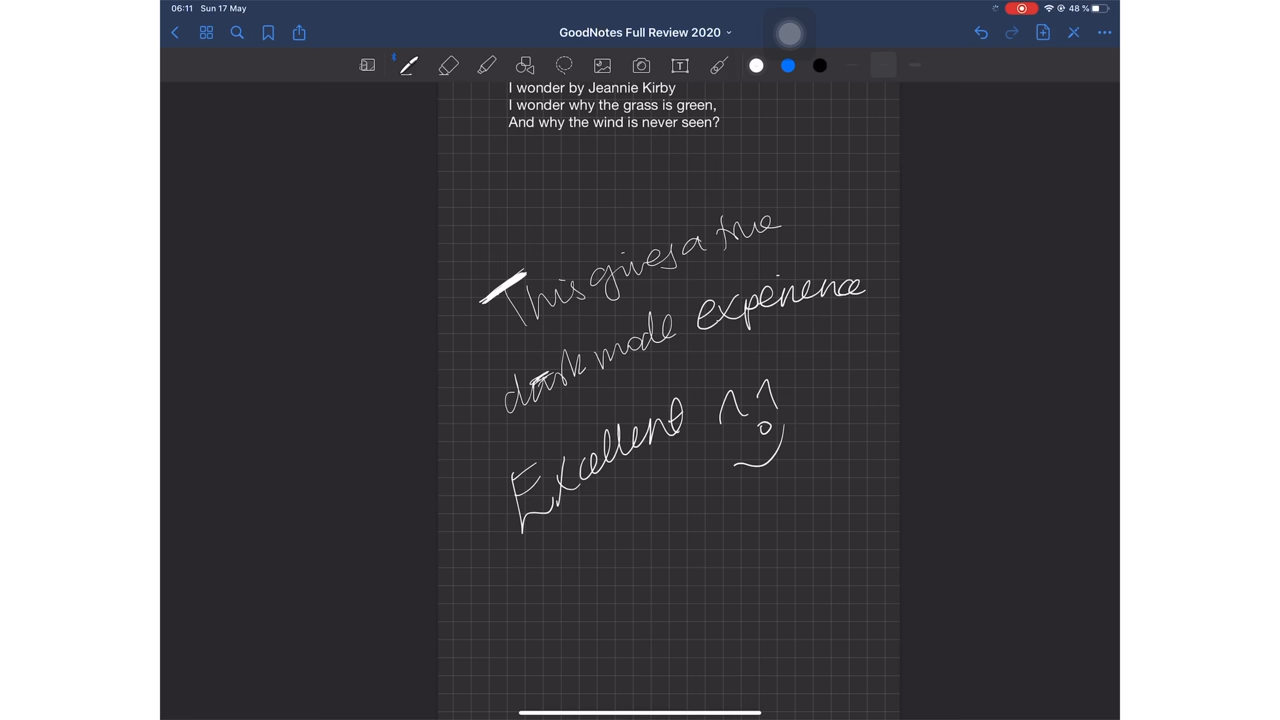 06:11 Sun 17 May 48 %
GoodNotes Full Review 2020
T
I wonder by Jeannie Kirby
I wonder why the grass is green,
And why the wind is never seen?
This gives a true
dark mode experience
Excellent